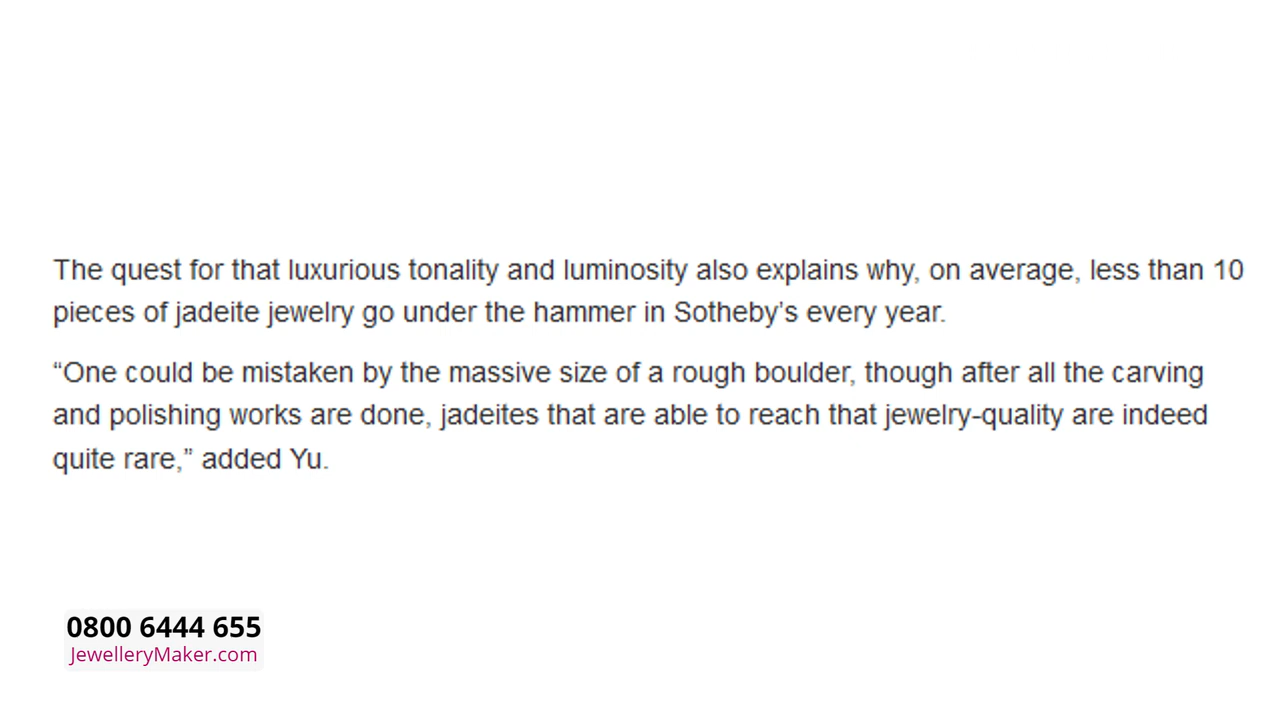 The quest for that luxurious tonality and luminosity also explains why, on average, less than 10
pieces of jadeite jewelry go under the hammer in Sotheby’s every year.
“One could be mistaken by the massive size of a rough boulder, though after all the carving
and polishing works are done, jadeites that are able to reach that jewelry-quality are indeed
quite rare,” added Yu.
0800 6444 655
JewelleryMaker.com